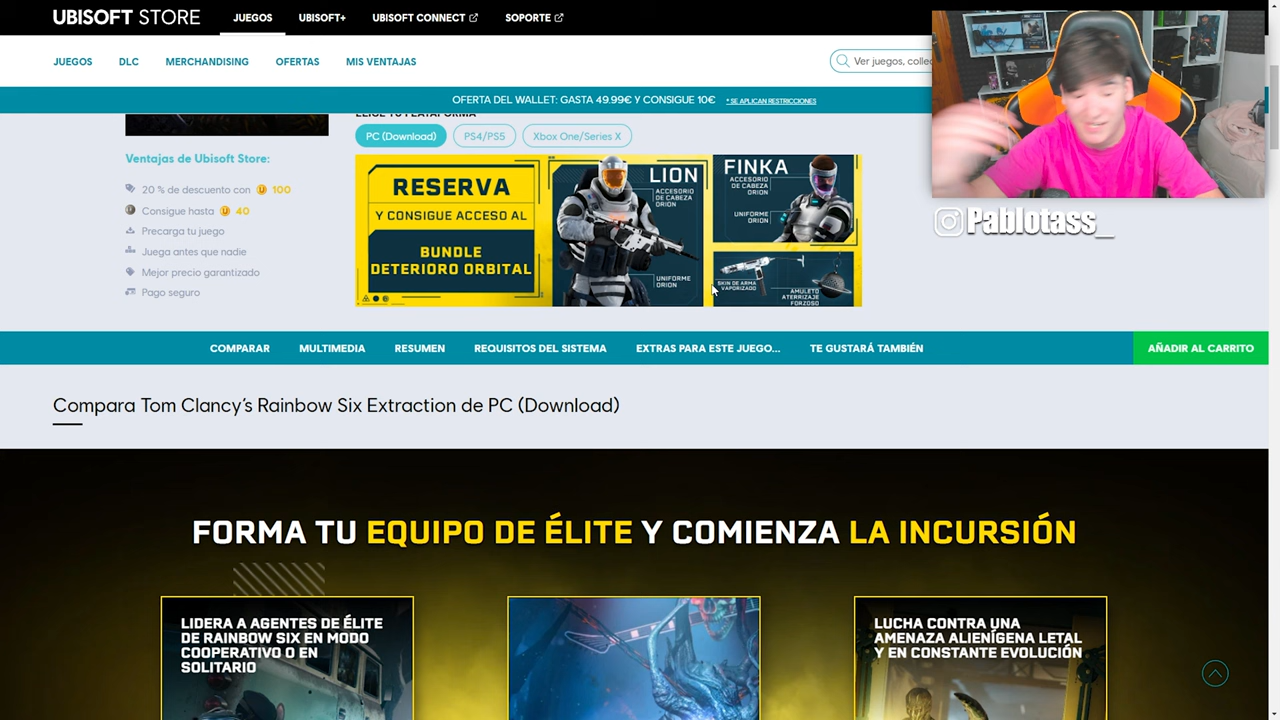 UBISOFT STORE
JUEGOS
UBISOFT+
UBISOFT CONNECT
SOPORTE
JUEGOS
DLC
MERCHANDISING
OFERTAS
MIS VENTAJAS
Ver juegos, colec
OFERTA DEL WALLET: GASTA 49.99€ Y CONSIGUE 10€ * SE APLICAN RESTRICCIONES
PC (Download)
PS4/PS5
Xbox One/Series X
Ventajas de Ubisoft Store:
20 % de descuento con 100
Consigue hasta 40
Precarga tu juego
Juega antes que nadie
Mejor precio garantizado
Pago seguro
RESERVA
Y CONSIGUE ACCESO AL
BUNDLE
DETERIORO ORBITAL
LION
ACCESORIO
DE CABEZA
ORION
UNIFORME
ORION
FINKA
ACCESORIO
DE CABEZA
ORION
UNIFORME
ORION
SKIN DE ARMA
VAPORIZADO
AMULETO
ATERRIZAJE
FORZOSO
Pablotass_
COMPARAR
MULTIMEDIA
RESUMEN
REQUISITOS DEL SISTEMA
EXTRAS PARA ESTE JUEGO...
TE GUSTARÁ TAMBIÉN
AÑADIR AL CARRITO
Compara Tom Clancy's Rainbow Six Extraction de PC (Download)
FORMA TU EQUIPO DE ÉLITE Y COMIENZA LA INCURSIÓN
LIDERA A AGENTES DE ÉLITE
DE RAINBOW SIX EN MODO
COOPERATIVO O EN
SOLITARIO
LUCHA CONTRA UNA
AMENAZA ALIENÍGENA LETAL
Y EN CONSTANTE EVOLUCIÓN